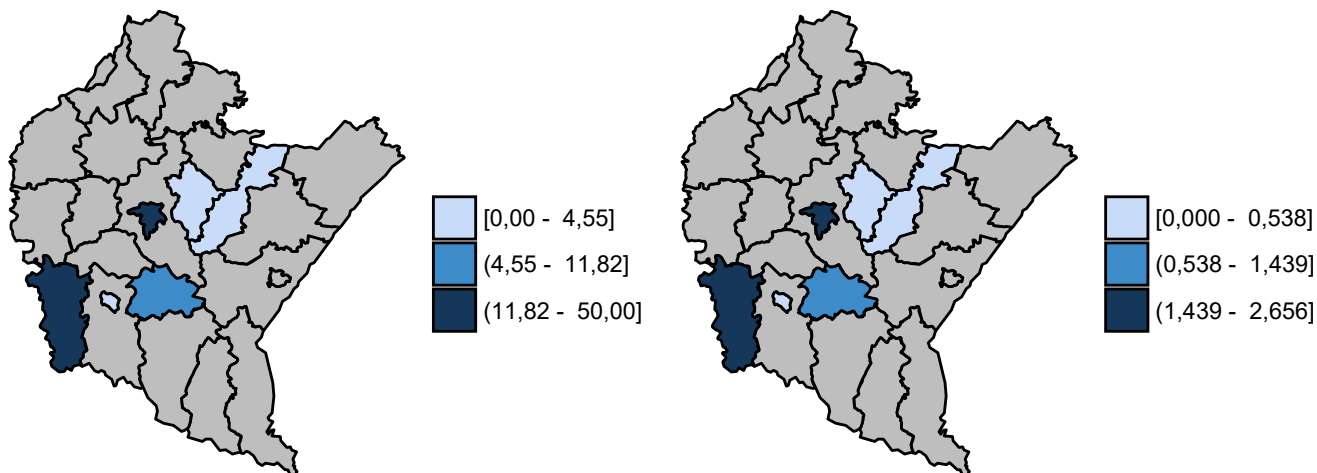 [0,00 - 4,55]
(4,55 - 11,82]
(11,82 - 50,00]
[0,000 - 0,538]
(0,538 - 1,439]
(1,439 - 2,656]